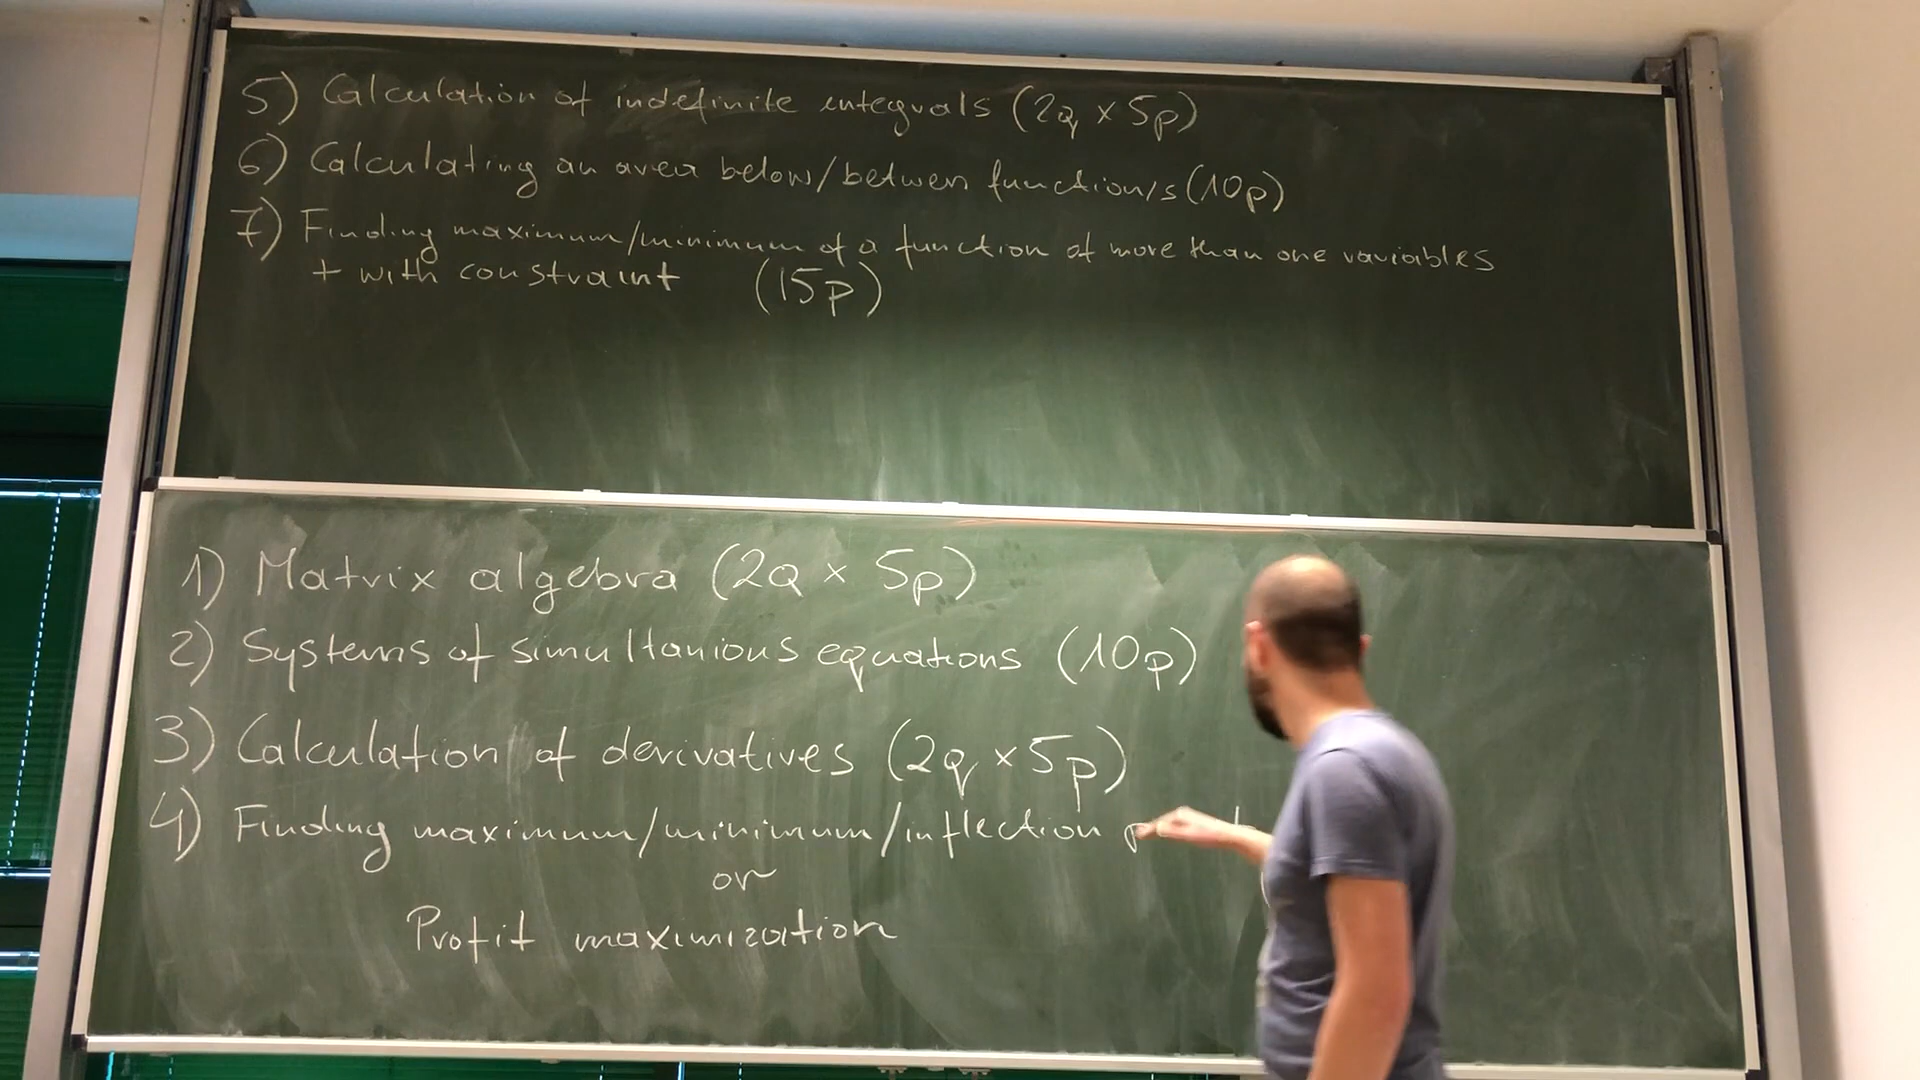 5) Calculation of indefinite integrals (2q x 5p)
6) Calculating an area below/betwen function/s (10p)
7) Finding maximum/minimum of a function of more than one variables
+ with constraint (15p)
1) Matrix algebra (2Q x 5p)
2) Systems of simultanious equations (10p)
3) Calculation of derivatives (2q x 5p)
4) Finding maximum/minimum/inflection
or
Profit maximization